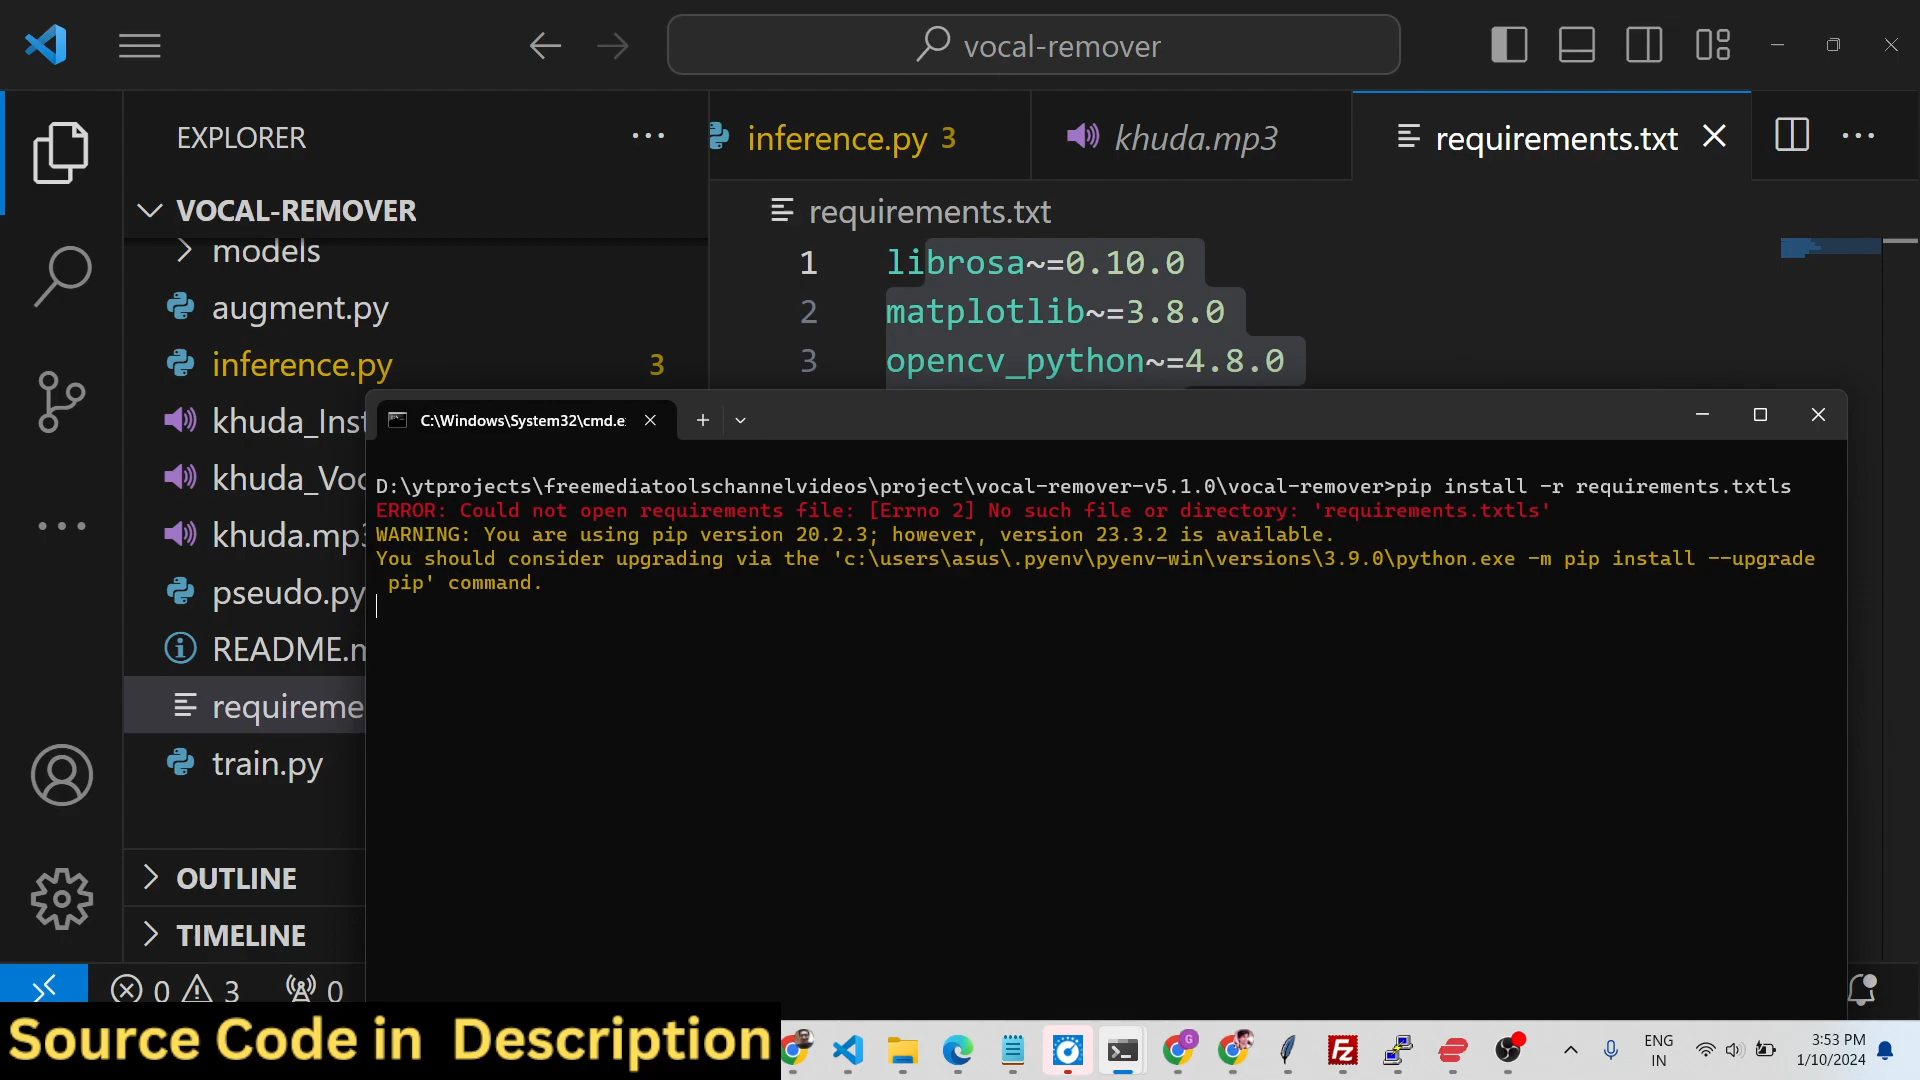 vocal-remover
EXPLORER
inference.py 3
khuda.mp3
requirements.txt
VOCAL-REMOVER
requirements.txt
models
augment.py
inference.py 3
khuda_Inst
khuda_Voc
khuda.mp3
pseudo.py
README.m
requireme
train.py
OUTLINE
TIMELINE
1 librosa~=0.10.0
2 matplotlib~=3.8.0
3 opencv_python~=4.8.0
C:\Windows\System32\cmd.e
D:\ytprojects\freemediatoolschannelvideos\project\vocal-remover-v5.1.0\vocal-remover>pip install -r requirements.txtls
ERROR: Could not open requirements file: [Errno 2] No such file or directory: 'requirements.txtls'
WARNING: You are using pip version 20.2.3; however, version 23.3.2 is available.
You should consider upgrading via the 'c:\users\asus\.pyenv\pyenv-win\versions\3.9.0\python.exe -m pip install --upgrade
pip' command.
0 3 0
Source Code in Description
G
FZ
ENG
IN
3:53 PM
1/10/2024